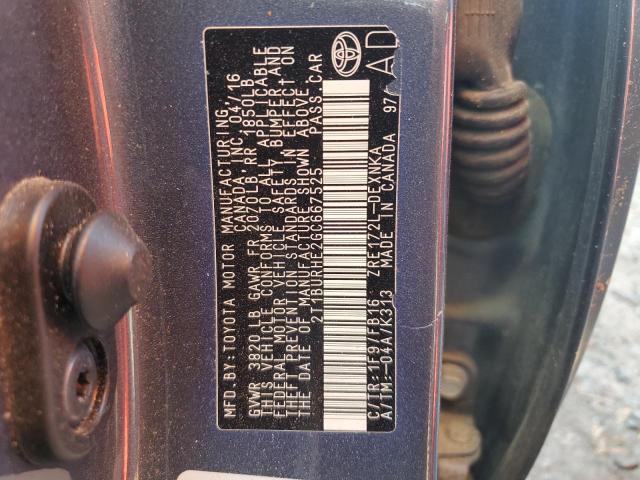 MFD.BY:TOYOTA MOTOR MANUFACTURING,
CANADA INC. 04/16
GVWR 3820LB GAWR FR 2070LB RR 1850LB
THIS VEHICLE CONFORMS TO ALL APPLICABLE
FEDERAL MOTOR VEHICLE SAFETY, BUMPER, AND
THEFT PREVENTION STANDARDS IN EFFECT ON
THE DATE OF MANUFACTURE SHOWN ABOVE.
2T1BURHE2GC667525 PASS.CAR
C/TR:1F9/FB16 ZRE172L-DEXNKA 97 AD
A/TM:-04A/K313 MADE IN CANADA